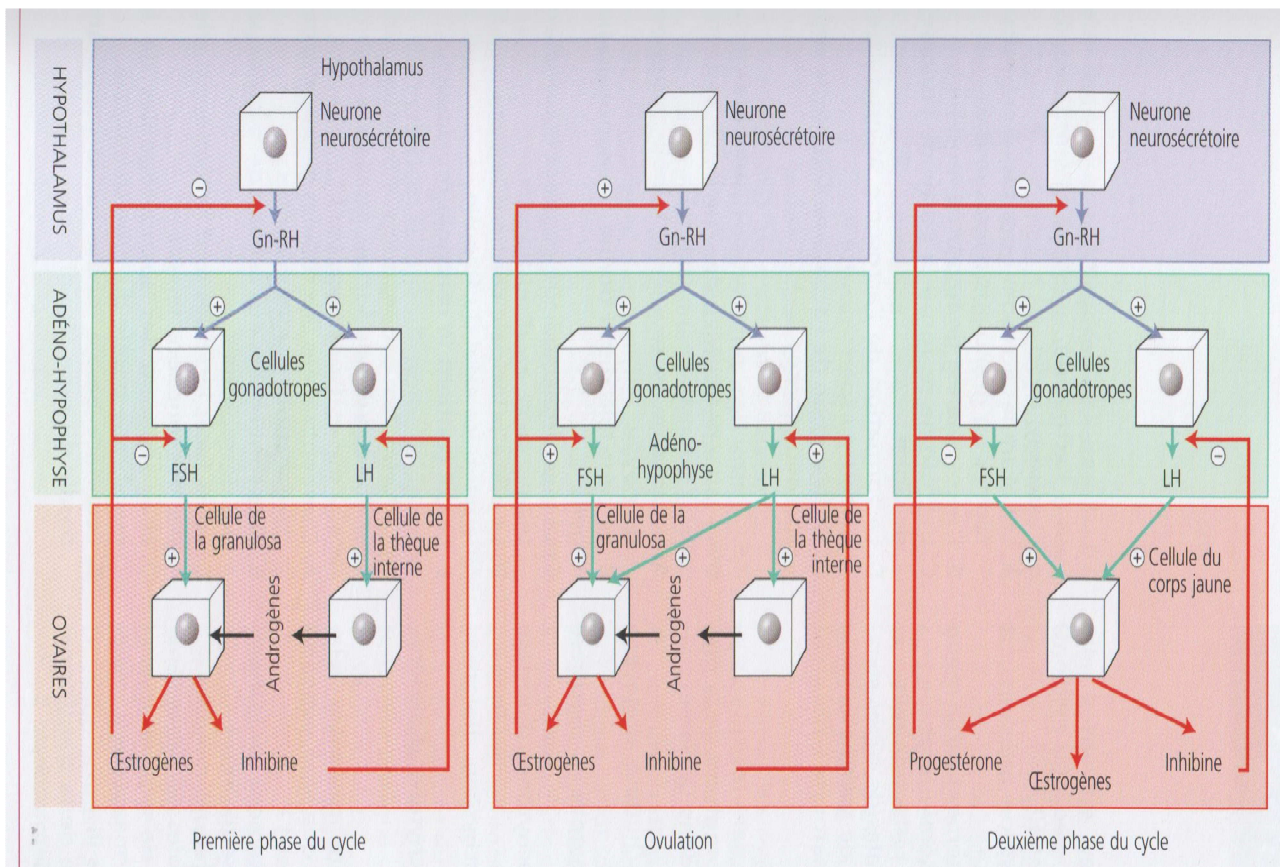 HYPOTHALAMUS
Hypothalamus
Neurone
neurosécrétoire
−
Gn-RH
Neurone
neurosécrétoire
+
Gn-RH
Neurone
neurosécrétoire
−
Gn-RH
ADÉNO-HYPOPHYSE
+
+
Cellules
gonadotropes
−
−
FSH
LH
+
+
Cellules
gonadotropes
Adéno-
hypophyse
+
+
FSH
LH
+
+
Cellules
gonadotropes
−
−
FSH
LH
OVAIRES
Cellule de
la granulosa
Cellule de
la thèque
interne
+
+
Androgènes
Œstrogènes
Inhibine
Cellule de la
granulosa
Cellule de
la thèque
interne
+
+
+
Androgènes
Œstrogènes
Inhibine
+
+
Cellule du
corps jaune
Progestérone
Œstrogènes
Inhibine
Première phase du cycle
Ovulation
Deuxième phase du cycle